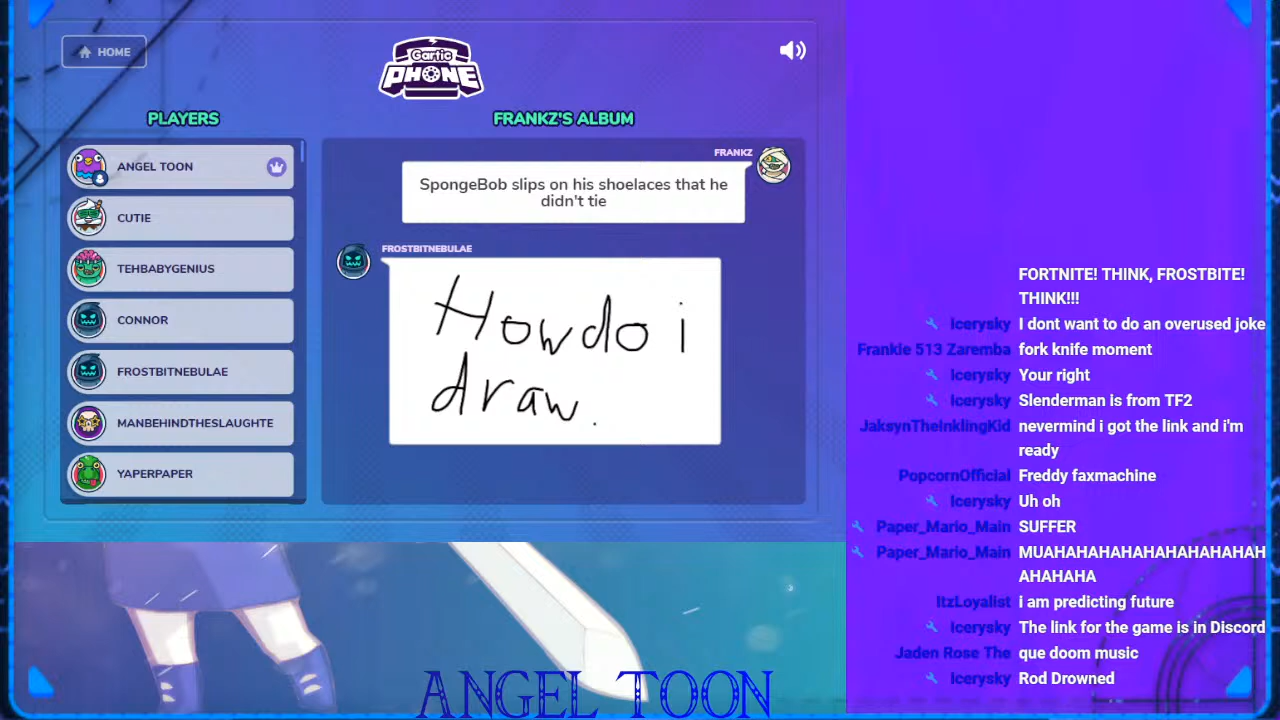 HOME
Gartic
PHONE
PLAYERS
ANGEL TOON
CUTIE
TEHBABYGENIUS
CONNOR
FROSTBITNEBULAE
MANBEHINDTHESLAUGHTE
YAPERPAPER
FRANKZ'S ALBUM
FRANKZ
SpongeBob slips on his shoelaces that he
didn't tie
FROSTBITNEBULAE
How do i
draw.
FORTNITE! THINK, FROSTBITE!
THINK!!!
Icerysky I dont want to do an overused joke
Frankie 513 Zaremba fork knife moment
Icerysky Your right
Icerysky Slenderman is from TF2
JaksynTheInklingKid nevermind i got the link and i'm
ready
PopcornOfficial Freddy faxmachine
Icerysky Uh oh
Paper_Mario_Main SUFFER
Paper_Mario_Main MUAHAHAHAHAHAHAHAHAH
AHAHAHA
ItzLoyalist i am predicting future
Icerysky The link for the game is in Discord
Jaden Rose The que doom music
Icerysky Rod Drowned
ANGEL TOON